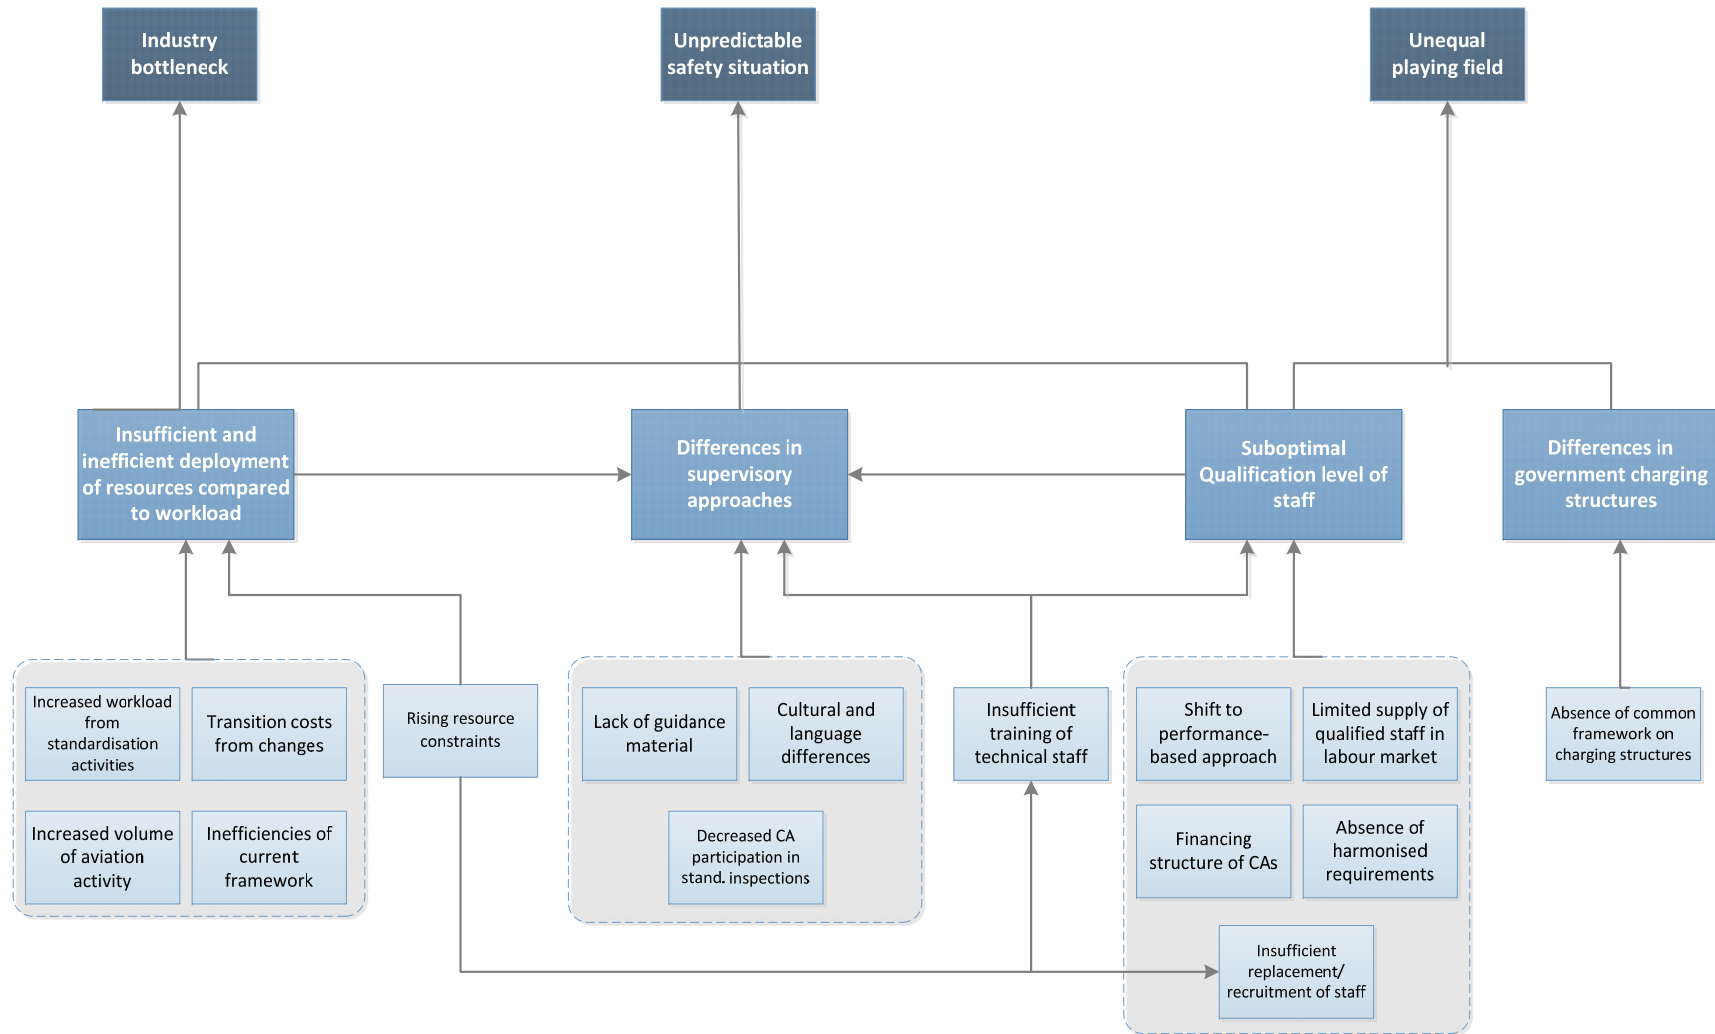 Industry
bottleneck
Unpredictable
safety situation
Unequal
playing field
Insufficient and
inefficient deployment
of resources compared
to workload
Differences in
supervisory
approaches
Suboptimal
Qualification level of
staff
Differences in
government charging
structures
Increased workload
from
standardisation
activities
Transition costs
from changes
Increased volume
of aviation
activity
Inefficiencies of
current
framework
Rising resource
constraints
Lack of guidance
material
Cultural and
language
differences
Decreased CA
participation in
stand. inspections
Insufficient
training of
technical staff
Shift to
performance-
based approach
Limited supply of
qualified staff in
labour market
Financing
structure of CAs
Absence of
harmonised
requirements
Insufficient
replacement/
recruitment of staff
Absence of common
framework on
charging structures